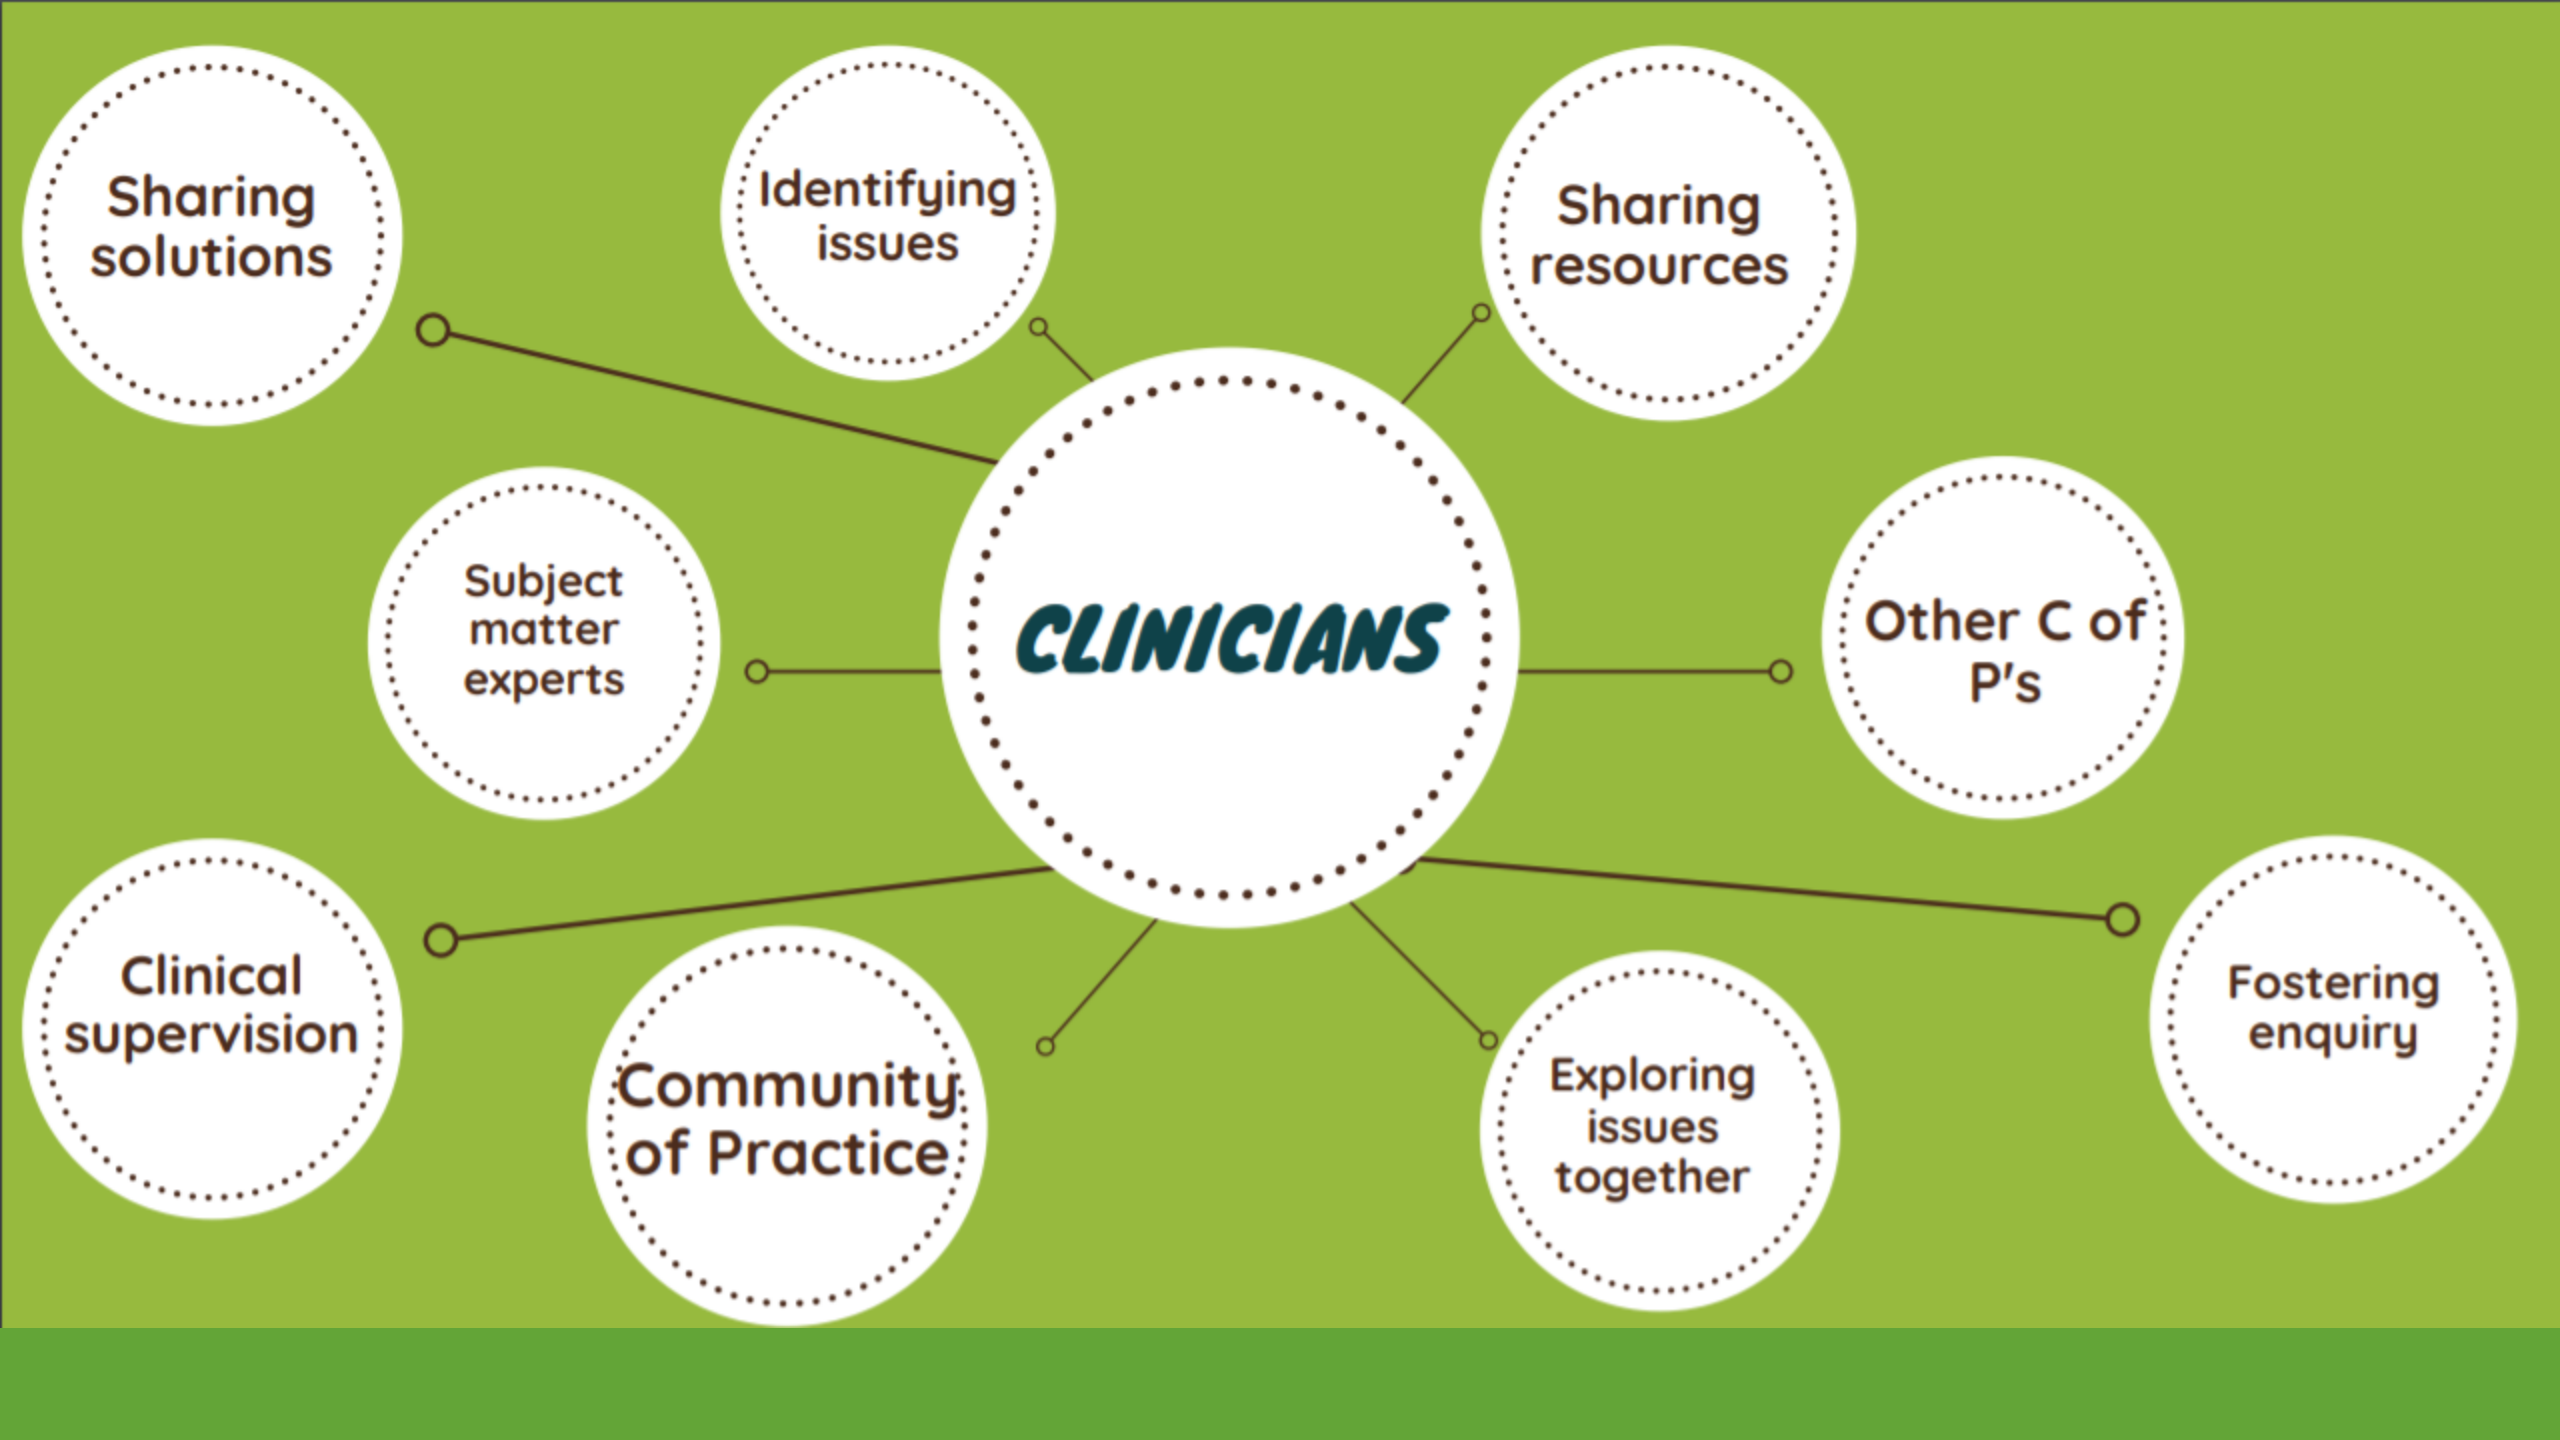 Sharing
solutions
Identifying
issues
Sharing
resources
Subject
matter
experts
CLINICIANS
Other C of
P's
Clinical
supervision
Community
of Practice
Exploring
issues
together
Fostering
enquiry